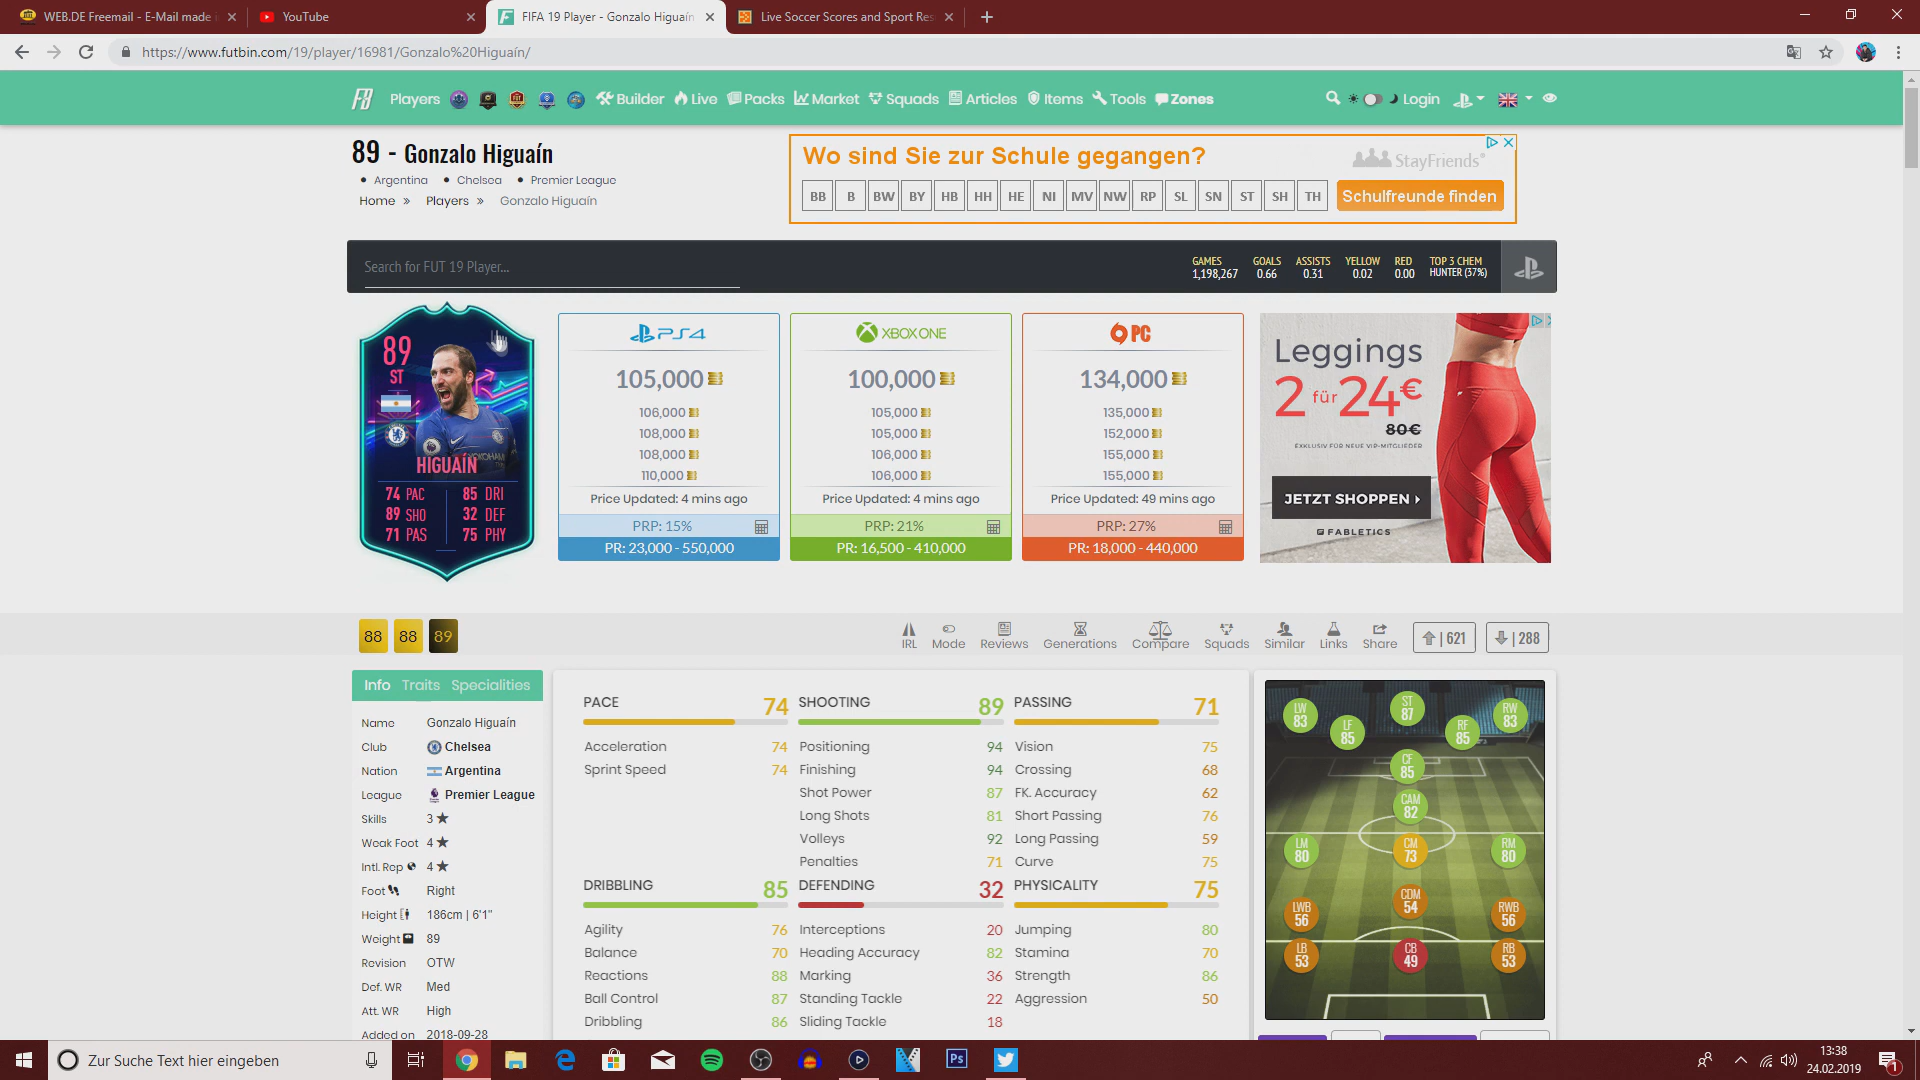 WEB.DE Freemail - E-Mail made
YouTube
FIFA 19 Player - Gonzalo Higuaín
Live Soccer Scores and Sport Res
https://www.futbin.com/19/player/16981/Gonzalo%20Higuaín/
FB Players Builder Live Packs Market Squads Articles Items Tools Zones Login
89 - Gonzalo Higuaín
Argentina Chelsea Premier League
Home » Players » Gonzalo Higuaín
Wo sind Sie zur Schule gegangen?
StayFriends®
BB B BW BY HB HH HE NI MV NW RP SL SN ST SH TH
Schulfreunde finden
Search for FUT 19 Player...
GAMES GOALS ASSISTS YELLOW RED TOP 3 CHEM
1,198,267 0.66 0.31 0.02 0.00 HUNTER (37%)
89
ST
HIGUAÍN
74 PAC 85 DRI
89 SHO 32 DEF
71 PAS 75 PHY
PS4
105,000
106,000
108,000
108,000
110,000
Price Updated: 4 mins ago
PRP: 15%
PR: 23,000 - 550,000
XBOX ONE
100,000
105,000
105,000
106,000
106,000
Price Updated: 4 mins ago
PRP: 21%
PR: 16,500 - 410,000
PC
134,000
135,000
152,000
155,000
155,000
Price Updated: 49 mins ago
PRP: 27%
PR: 18,000 - 440,000
Leggings
2 für 24€
80€
EXKLUSIV FÜR NEUE VIP-MITGLIEDER
JETZT SHOPPEN
FABLETICS
88 88 89
IRL Mode Reviews Generations Compare Squads Similar Links Share | 621 | 288
Info Traits Specialities
Name Gonzalo Higuaín
Club Chelsea
Nation Argentina
League Premier League
Skills 3 ★
Weak Foot 4 ★
Intl. Rep 4 ★
Foot Right
Height 186cm | 6'1"
Weight 89
Revision OTW
Def. WR Med
Att. WR High
Added on 2018-09-28
PACE 74
Acceleration 74
Sprint Speed 74
SHOOTING 89
Positioning 94
Finishing 94
Shot Power 87
Long Shots 81
Volleys 92
Penalties 71
PASSING 71
Vision 75
Crossing 68
FK. Accuracy 62
Short Passing 76
Long Passing 59
Curve 75
DRIBBLING 85
Agility 76
Balance 70
Reactions 88
Ball Control 87
Dribbling 86
DEFENDING 32
Interceptions 20
Heading Accuracy 82
Marking 36
Standing Tackle 22
Sliding Tackle 18
PHYSICALITY 75
Jumping 80
Stamina 70
Strength 86
Aggression 50
LW 83
ST 87
RW 83
LF 85
RF 85
CF 85
CAM 82
LM 80
CM 73
RM 80
LWB 56
CDM 54
RWB 56
LB 53
CB 49
RB 53
Zur Suche Text hier eingeben
Ps
13:38
24.02.2019
1